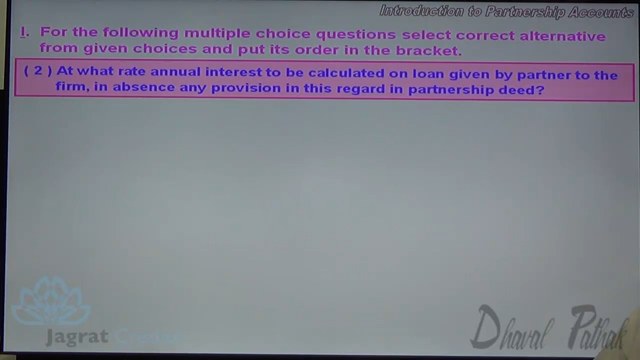 Introduction to Partnership Accounts
I. For the following multiple choice questions select correct alternative
from given choices and put its order in the bracket.
( 2 ) At what rate annual interest to be calculated on loan given by partner to the
firm, in absence any provision in this regard in partnership deed?
Jagrat
Dhaval Pathak